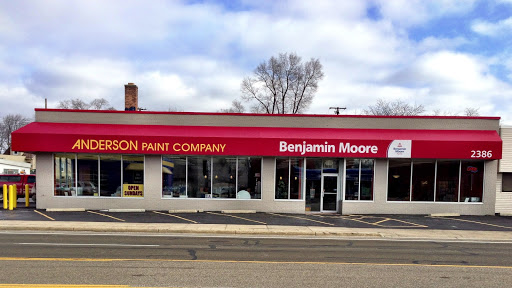 ANDERSON PAINT COMPANY
Benjamin Moore
2386
OPEN
SUNDAYS